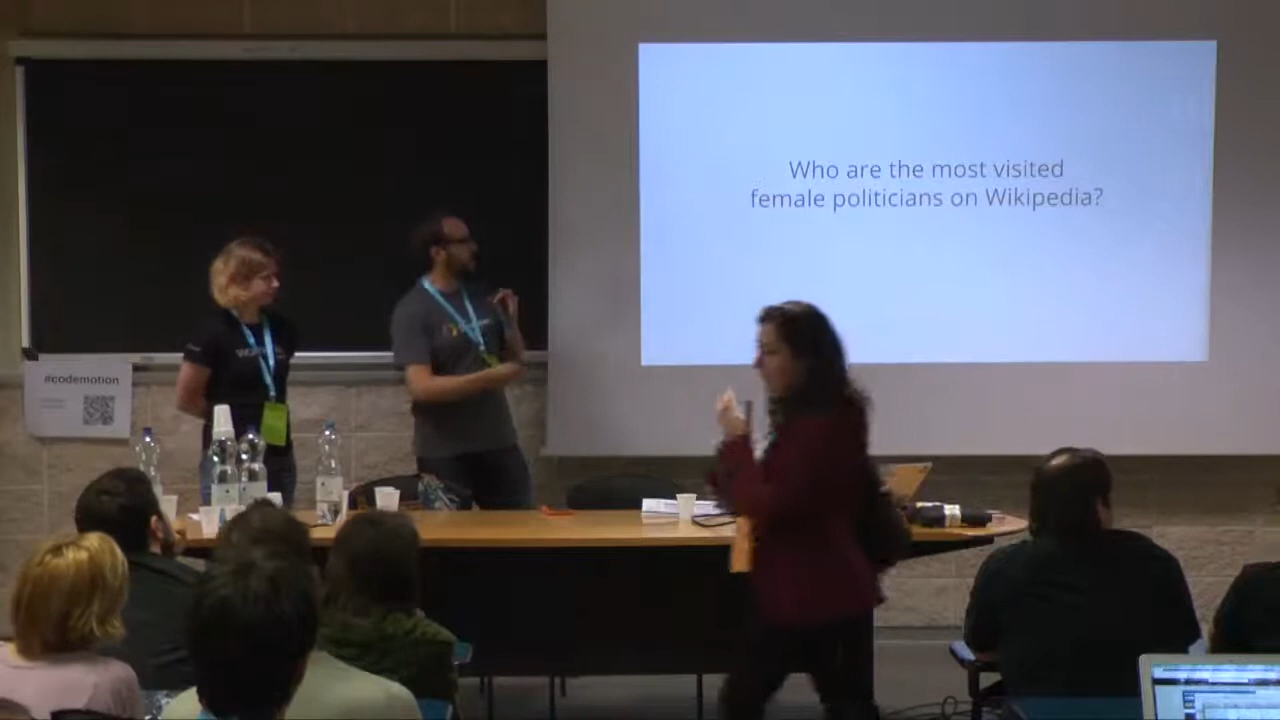 Who are the most visited
female politicians on Wikipedia?
#codemotion